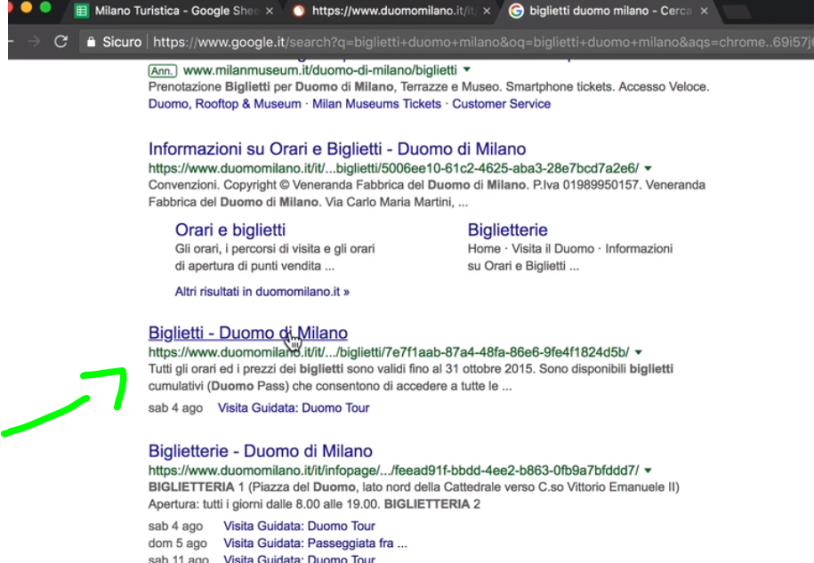 Milano Turistica - Google Shee
https://www.duomomilano.it/it/
biglietti duomo milano - Cerca
Sicuro https://www.google.it/search?q=biglietti+duomo+milano&oq=biglietti+duomo+milano&aqs=chrome..69i57j
Ann. www.milanmuseum.it/duomo-di-milano/biglietti
Prenotazione Biglietti per Duomo di Milano, Terrazze e Museo. Smartphone tickets. Accesso Veloce.
Duomo, Rooftop & Museum · Milan Museums Tickets · Customer Service
Informazioni su Orari e Biglietti - Duomo di Milano
https://www.duomomilano.it/it/...biglietti/5006ee10-61c2-4625-aba3-28e7bcd7a2e6/
Convenzioni. Copyright © Veneranda Fabbrica del Duomo di Milano. P.Iva 01989950157. Veneranda
Fabbrica del Duomo di Milano. Via Carlo Maria Martini, ...
Orari e biglietti
Gli orari, i percorsi di visita e gli orari
di apertura di punti vendita ...
Biglietterie
Home · Visita il Duomo · Informazioni
su Orari e Biglietti ...
Altri risultati in duomomilano.it »
Biglietti - Duomo di Milano
https://www.duomomilano.it/it/.../biglietti/7e7f1aab-87a4-48fa-86e6-9fe4f1824d5b/
Tutti gli orari ed i prezzi dei biglietti sono validi fino al 31 ottobre 2015. Sono disponibili biglietti
cumulativi (Duomo Pass) che consentono di accedere a tutte le ...
sab 4 ago Visita Guidata: Duomo Tour
Biglietterie - Duomo di Milano
https://www.duomomilano.it/it/infopage/.../feead91f-bbdd-4ee2-b863-0fb9a7bfddd7/
BIGLIETTERIA 1 (Piazza del Duomo, lato nord della Cattedrale verso C.so Vittorio Emanuele II)
Apertura: tutti i giorni dalle 8.00 alle 19.00. BIGLIETTERIA 2
sab 4 ago Visita Guidata: Duomo Tour
dom 5 ago Visita Guidata: Passeggiata fra ...
sab 11 ago Visita Guidata: Duomo Tour